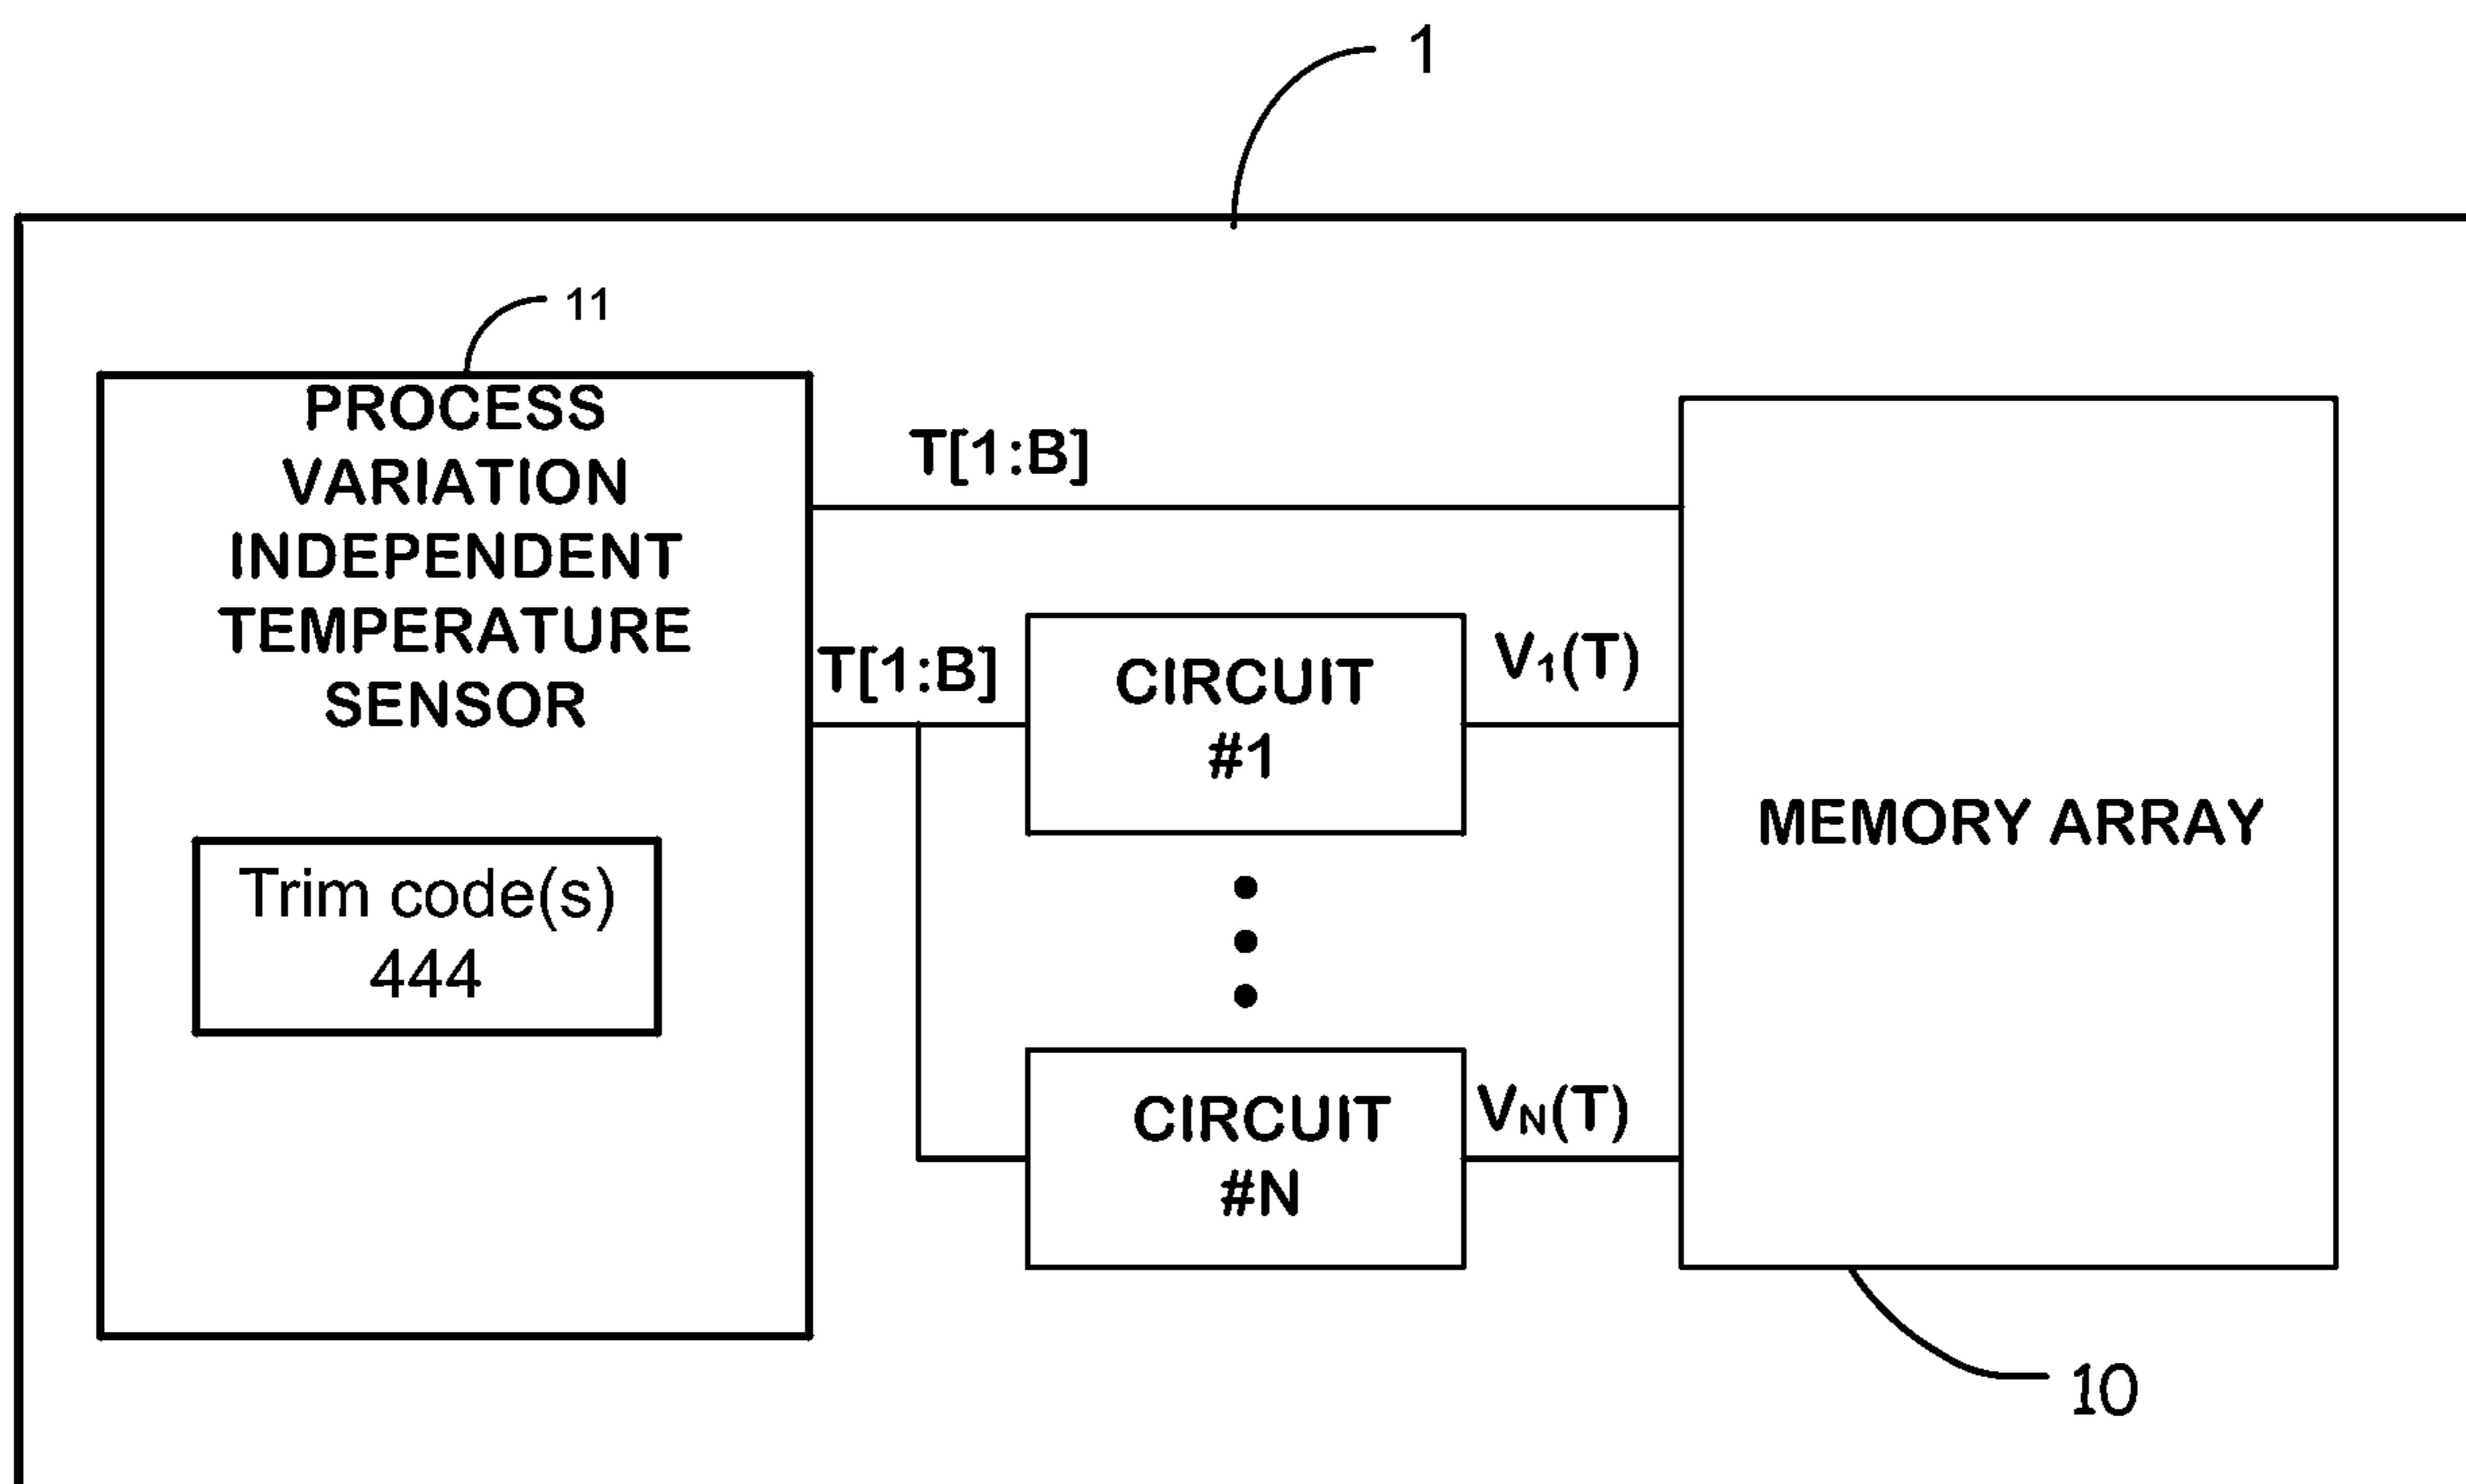 1
11
PROCESS
VARIATION
INDEPENDENT
TEMPERATURE
SENSOR
Trim code(s)
444
T[1:B]
T[1:B]
CIRCUIT
#1
V₁(T)
CIRCUIT
#N
V_N(T)
MEMORY ARRAY
10